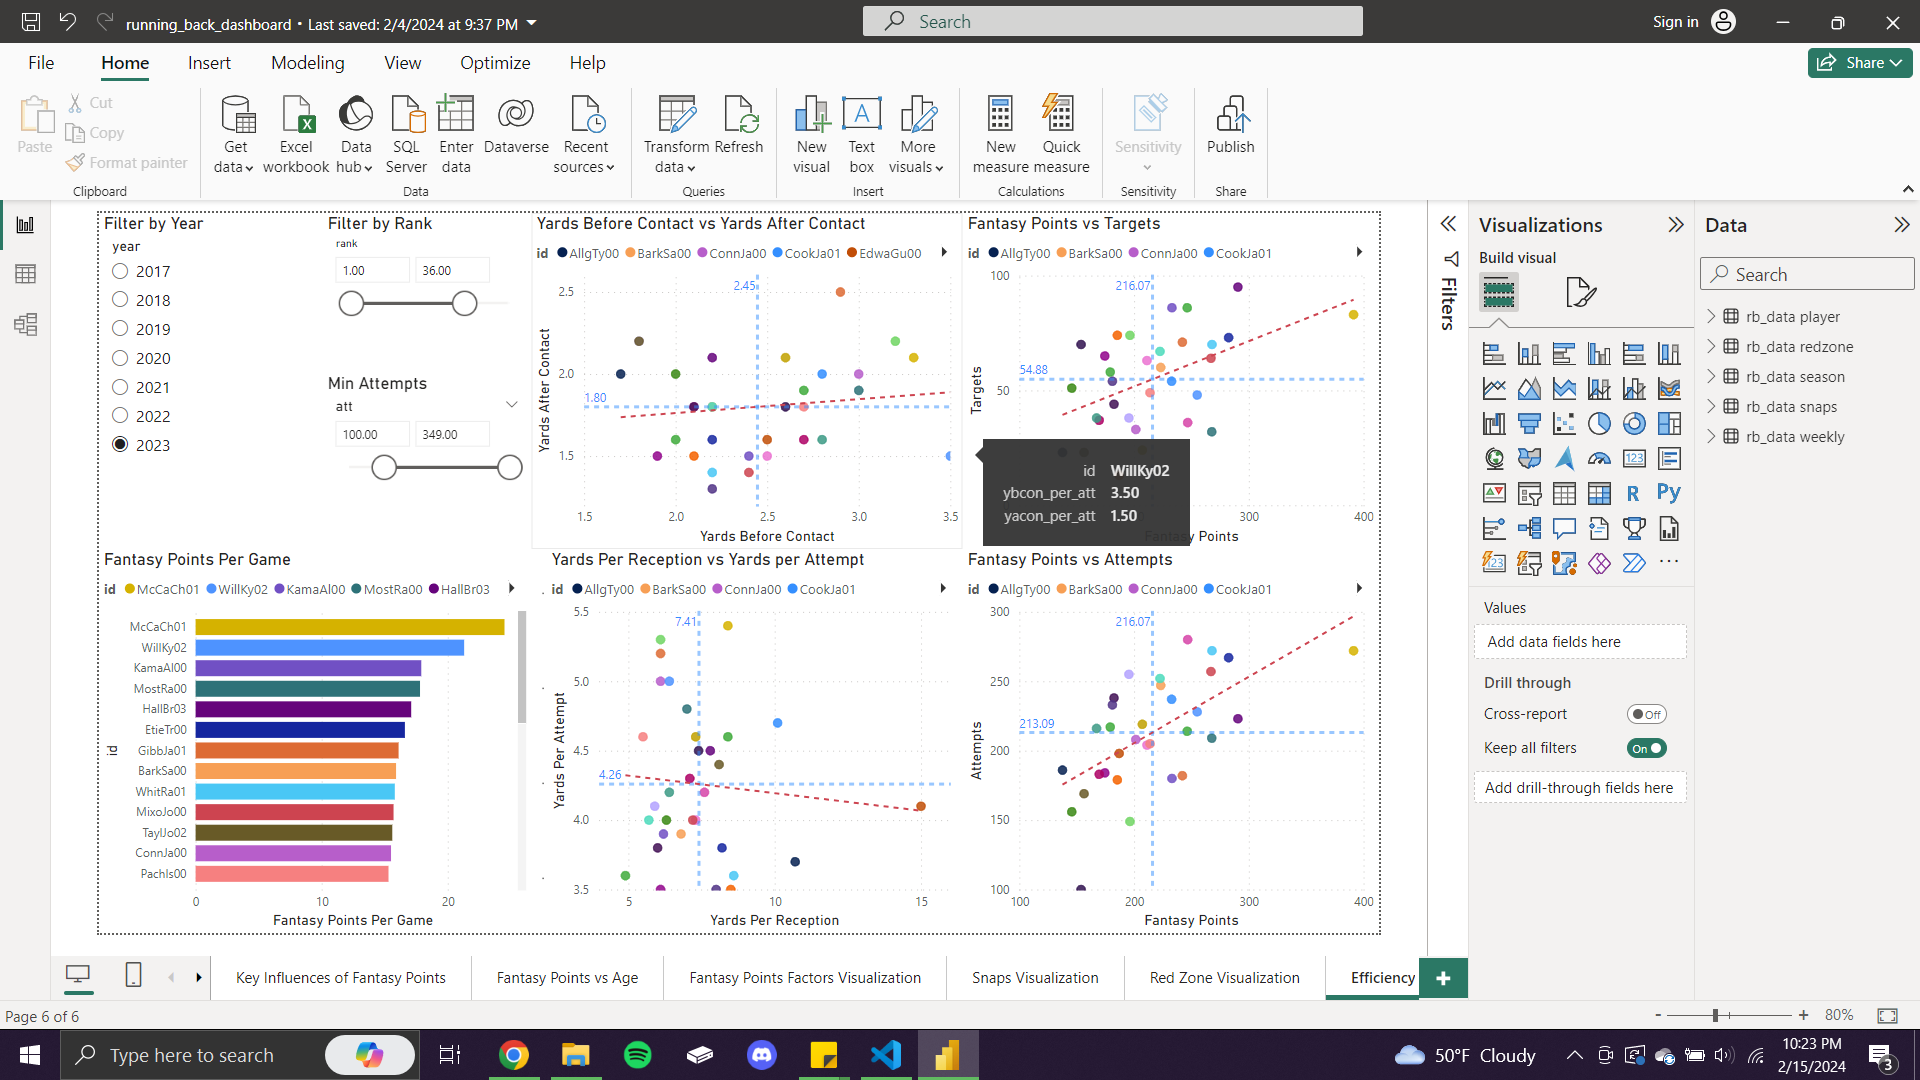 running_back_dashboard • Last saved: 2/4/2024 at 9:37 PM
Search
Sign in
File Home Insert Modeling View Optimize Help
Share
Paste
Cut
Copy
Format painter
Clipboard
Get data
Excel workbook
Data hub
SQL Server
Enter data
Dataverse
Recent sources
Data
Transform data
Refresh
Queries
New visual
Text box
More visuals
Insert
New measure
Quick measure
Calculations
Sensitivity
Sensitivity
Publish
Share
Filter by Year
year
2017
2018
2019
2020
2021
2022
2023
Filter by Rank
rank
1.00 36.00
Min Attempts
att
100.00 349.00
Yards Before Contact vs Yards After Contact
id AllgTy00 BarkSa00 ConnJa00 CookJa01 EdwaGu00
2.45
2.5
2.0
1.80
1.5
Yards After Contact
1.5 2.0 2.5 3.0 3.5
Yards Before Contact
Fantasy Points vs Targets
id AllgTy00 BarkSa00 ConnJa00 CookJa01
100
216.07
54.88
50
Targets
300 400
Fantasy Points
id WillKy02
ybcon_per_att 3.50
yacon_per_att 1.50
Fantasy Points Per Game
id McCaCh01 WillKy02 KamaAl00 MostRa00 HallBr03
McCaCh01
WillKy02
KamaAl00
MostRa00
HallBr03
EtieTr00
GibbJa01
BarkSa00
WhitRa01
MixoJo00
TaylJo02
ConnJa00
PachIs00
id
0 10 20
Fantasy Points Per Game
Yards Per Reception vs Yards per Attempt
id AllgTy00 BarkSa00 ConnJa00 CookJa01
5.5
7.41
5.0
4.5
4.26
4.0
3.5
Yards Per Attempt
5 10 15
Yards Per Reception
Fantasy Points vs Attempts
id AllgTy00 BarkSa00 ConnJa00 CookJa01
300
216.07
250
213.09
200
150
100
Attempts
100 200 300 400
Fantasy Points
Filters
Visualizations
Build visual
123
R
Py
123
Values
Add data fields here
Drill through
Cross-report Off
Keep all filters On
Add drill-through fields here
Data
Search
rb_data player
rb_data redzone
rb_data season
rb_data snaps
rb_data weekly
Key Influences of Fantasy Points
Fantasy Points vs Age
Fantasy Points Factors Visualization
Snaps Visualization
Red Zone Visualization
Efficiency
Page 6 of 6
- + 80%
Type here to search
50°F Cloudy
10:23 PM
2/15/2024
3